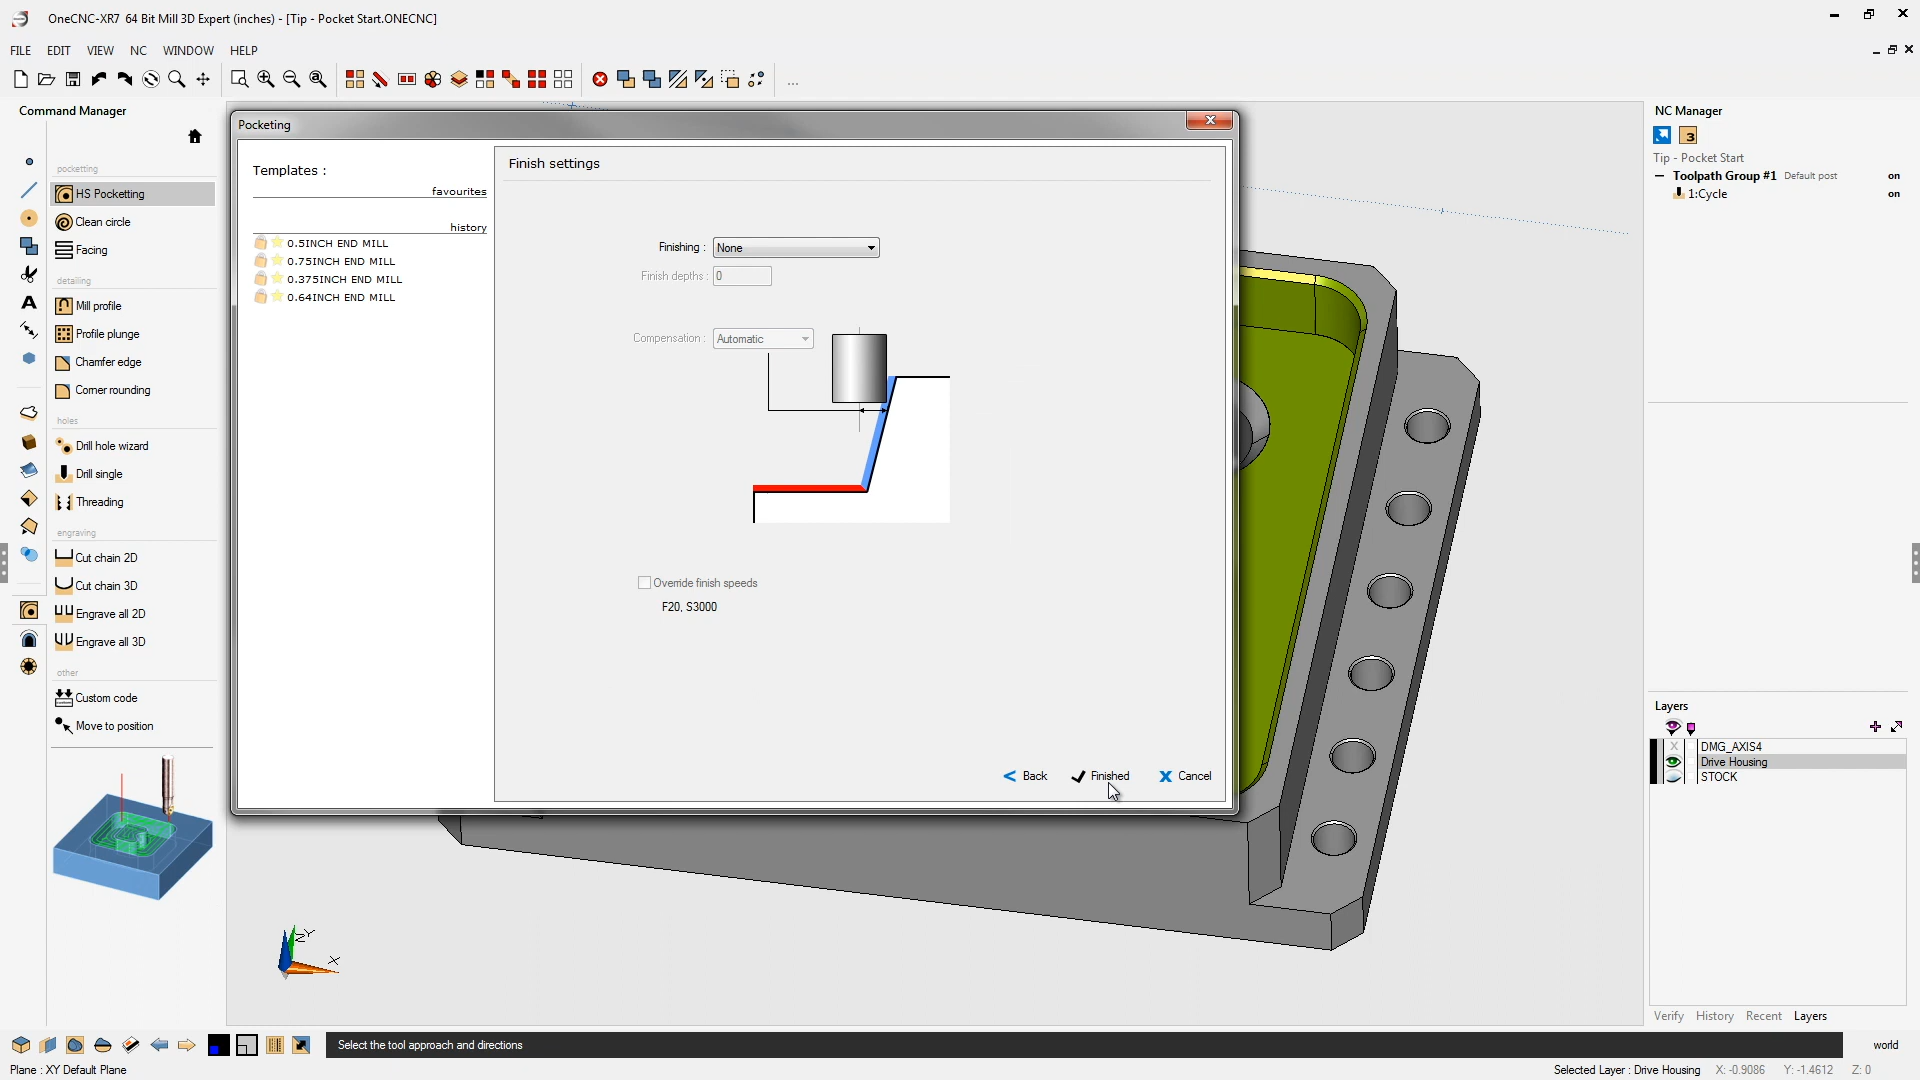 OneCNC-XR7 64 Bit Mill 3D Expert (inches) - [Tip - Pocket Start.ONECNC]
FILE EDIT VIEW NC WINDOW HELP
...
Command Manager
pocketting
HS Pocketting
Clean circle
Facing
detailing
Mill profile
Profile plunge
Chamfer edge
Corner rounding
holes
Drill hole wizard
Drill single
Threading
engraving
Cut chain 2D
Cut chain 3D
Engrave all 2D
Engrave all 3D
other
Custom code
Move to position
Pocketing
Templates :
favourites
history
0.5INCH END MILL
0.75INCH END MILL
0.375INCH END MILL
0.64INCH END MILL
Finish settings
Finishing : None
Finish depths : 0
Compensation : Automatic
Override finish speeds
F20, S3000
Back Finished Cancel
Z Y
X
NC Manager
3
Tip - Pocket Start
Toolpath Group #1 Default post on
1:Cycle on
Layers
X DMG_AXIS4
Drive Housing
STOCK
Verify History Recent Layers
Select the tool approach and directions
world
Plane : XY Default Plane
Selected Layer : Drive Housing X: -0.9086 Y: -1.4612 Z: 0